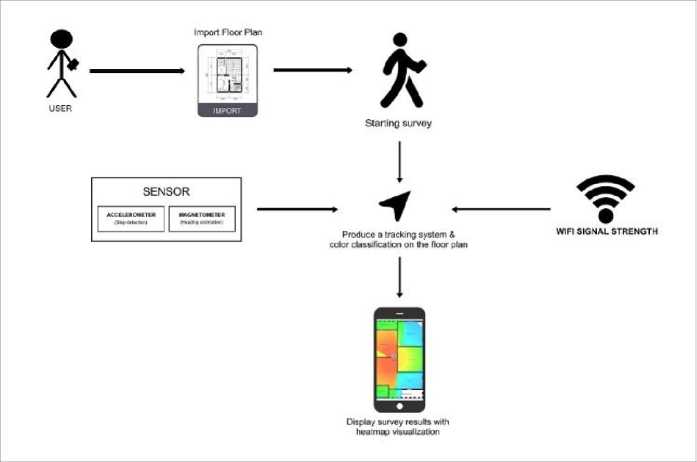 Import Floor Plan
IMPORT
USER
Starting survey
SENSOR
ACCELEROMETER
(Step detection)
MAGNETOMETER
(Heading estimation)
WIFI SIGNAL STRENGTH
Produce a tracking system &
color classification on the floor plan
Display survey results with
heatmap visualization